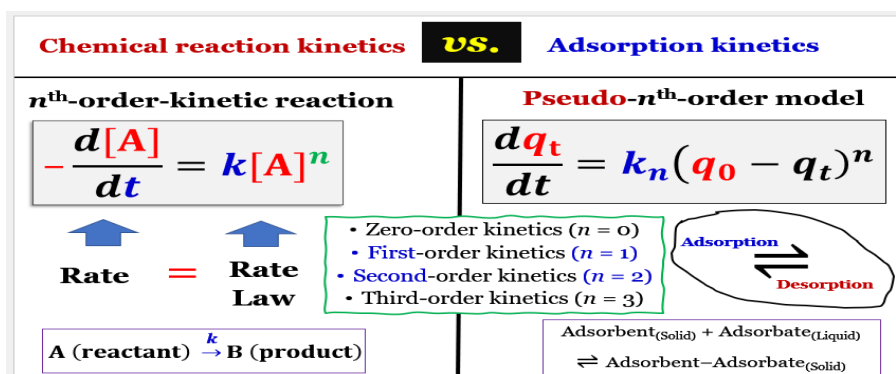 Chemical reaction kinetics vs. Adsorption kinetics
nᵗʰ-order-kinetic reaction
- d[A]/dt = k[A]ⁿ
Rate = Rate Law
A (reactant) →ᵏ B (product)
• Zero-order kinetics (n = 0)
• First-order kinetics (n = 1)
• Second-order kinetics (n = 2)
• Third-order kinetics (n = 3)
Pseudo-nᵗʰ-order model
dqₜ/dt = kₙ(q₀ − qₜ)ⁿ
Adsorption
⇌
Desorption
Adsorbent(Solid) + Adsorbate(Liquid)
⇌ Adsorbent−Adsorbate(Solid)